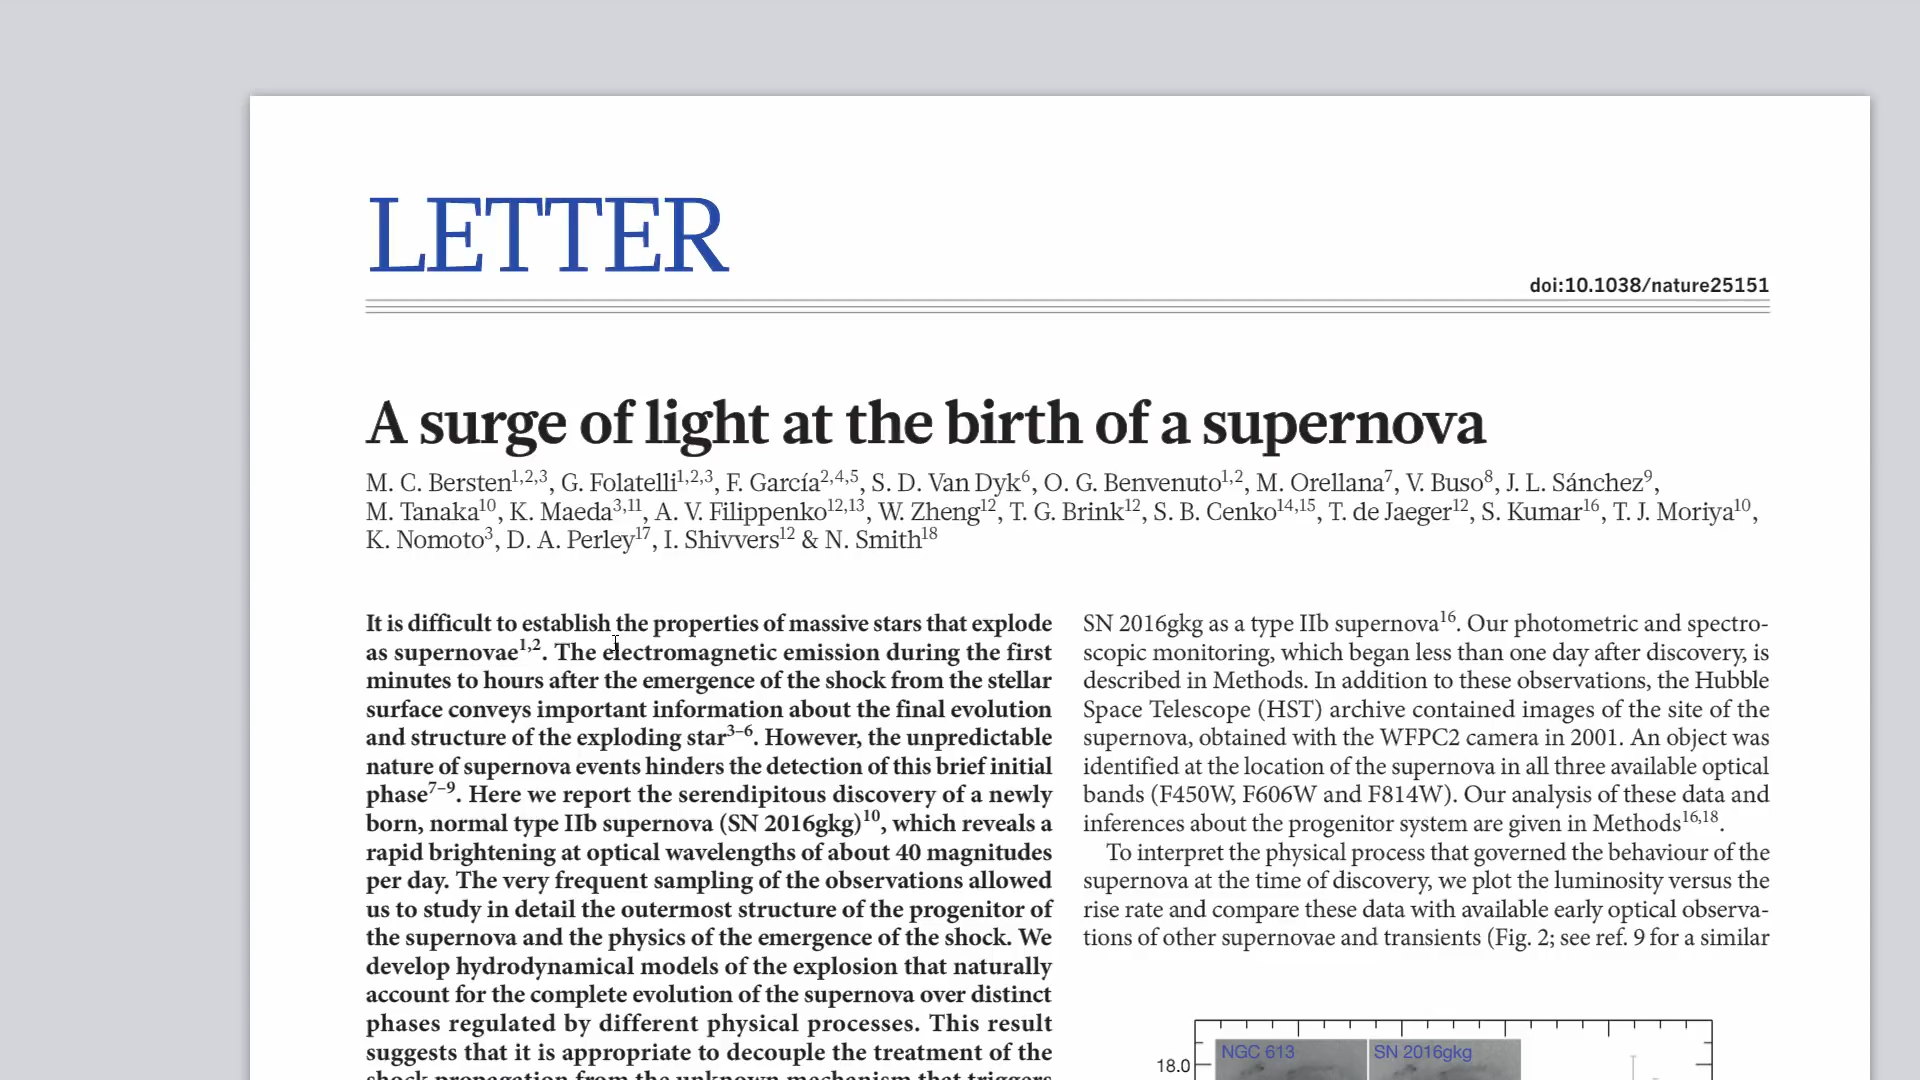 LETTER
doi:10.1038/nature25151
A surge of light at the birth of a supernova
M. C. Bersten1,2,3, G. Folatelli1,2,3, F. García2,4,5, S. D. Van Dyk6, O. G. Benvenuto1,2, M. Orellana7, V. Buso8, J. L. Sánchez9,
M. Tanaka10, K. Maeda3,11, A. V. Filippenko12,13, W. Zheng12, T. G. Brink12, S. B. Cenko14,15, T. de Jaeger12, S. Kumar16, T. J. Moriya10,
K. Nomoto3, D. A. Perley17, I. Shivvers12 & N. Smith18
It is difficult to establish the properties of massive stars that explode
as supernovae1,2. The electromagnetic emission during the first
minutes to hours after the emergence of the shock from the stellar
surface conveys important information about the final evolution
and structure of the exploding star3–6. However, the unpredictable
nature of supernova events hinders the detection of this brief initial
phase7–9. Here we report the serendipitous discovery of a newly
born, normal type IIb supernova (SN 2016gkg)10, which reveals a
rapid brightening at optical wavelengths of about 40 magnitudes
per day. The very frequent sampling of the observations allowed
us to study in detail the outermost structure of the progenitor of
the supernova and the physics of the emergence of the shock. We
develop hydrodynamical models of the explosion that naturally
account for the complete evolution of the supernova over distinct
phases regulated by different physical processes. This result
suggests that it is appropriate to decouple the treatment of the
shock propagation from the unknown mechanism that triggers
SN 2016gkg as a type IIb supernova16. Our photometric and spectro-
scopic monitoring, which began less than one day after discovery, is
described in Methods. In addition to these observations, the Hubble
Space Telescope (HST) archive contained images of the site of the
supernova, obtained with the WFPC2 camera in 2001. An object was
identified at the location of the supernova in all three available optical
bands (F450W, F606W and F814W). Our analysis of these data and
inferences about the progenitor system are given in Methods16,18.
To interpret the physical process that governed the behaviour of the
supernova at the time of discovery, we plot the luminosity versus the
rise rate and compare these data with available early optical observa-
tions of other supernovae and transients (Fig. 2; see ref. 9 for a similar
NGC 613
SN 2016gkg
18.0